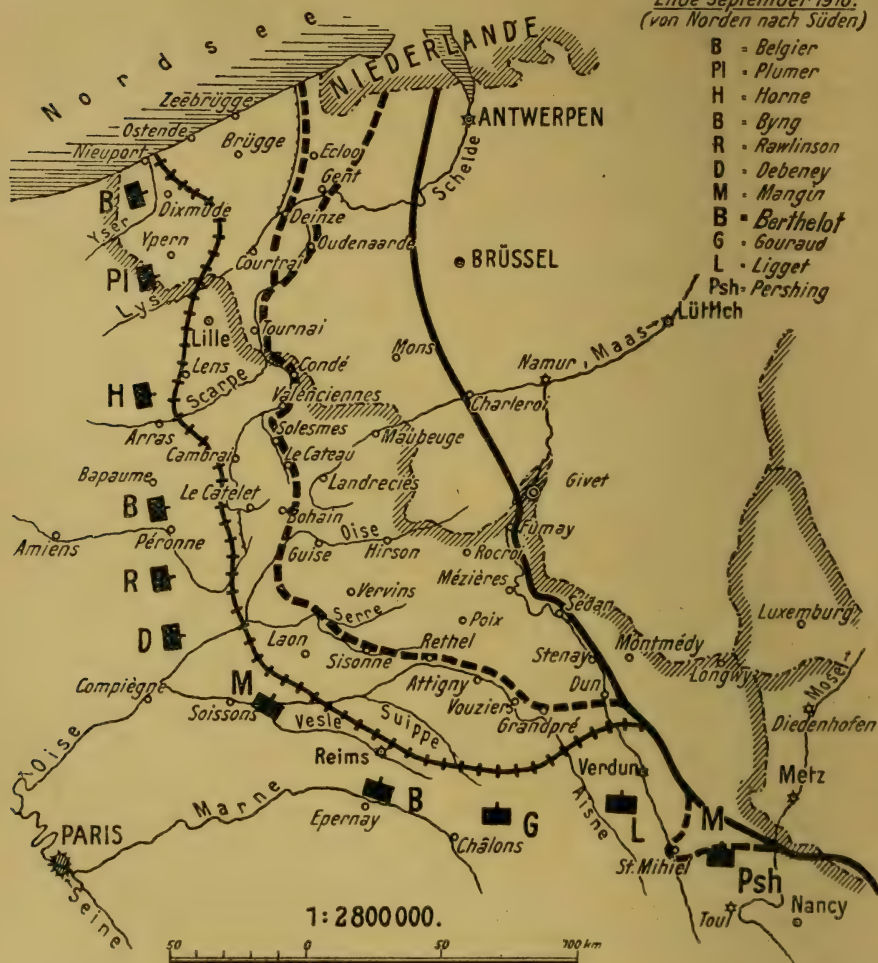 Ende September 1918.
(von Norden nach Süden)
B = Belgier
Pl = Plumer
H = Horne
B = Byng
R = Rawlinson
D = Debeney
M = Mangin
B = Berthelot
G = Gouraud
L = Ligget
Psh = Pershing
Nordsee
NIEDERLANDE
Zeebrügge
Ostende
ANTWERPEN
Nieuport
Brügge
Ecloo
Gent
Schelde
B
Dixmude
Deinze
Yser
Ypern
Oudenaarde
Courtrai
BRÜSSEL
Pl
Lys
Lüttich
Lille
Tournai
Mons
Namur
Maas
Lens
Condé
H
Scarpe
Valenciennes
Charleroi
Arras
Solesmes
Maubeuge
Cambrai
Le Cateau
Bapaume
Landrecies
Givet
Le Catelet
B
Bohain
Fumay
Amiens
Péronne
Guise
Oise
Hirson
Rocroi
R
Vervins
Mézières
Serre
Sedan
Luxemburg
D
Laon
Poix
Sisonne
Rethel
Stenay
Montmédy
Longwy
M
Attigny
Dun
Mosel
Compiègne
Soissons
Vouziers
Grandpré
Diedenhofen
Vesle
Suippe
Oise
Reims
Verdun
Metz
Marne
Aisne
B
M
Epernay
G
L
PARIS
Châlons
St. Mihiel
Psh
Seine
Toul
Nancy
1:2800000.
50 0 50 100 km